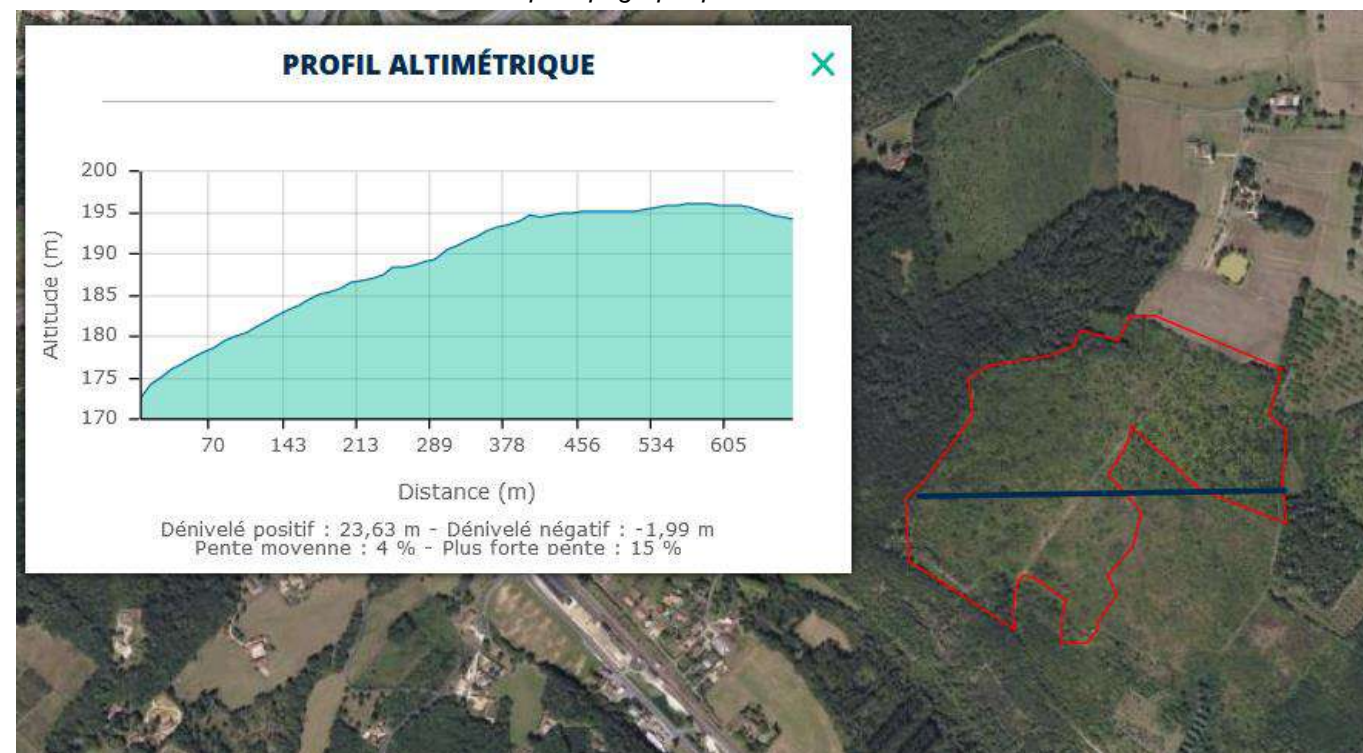 PROFIL ALTIMÉTRIQUE
200
195
190
185
180
175
170
Altitude (m)
70 143 213 289 378 456 534 605
Distance (m)
Dénivelé positif : 23,63 m - Dénivelé négatif : -1,99 m
Pente moyenne : 4 % - Plus forte pente : 15 %